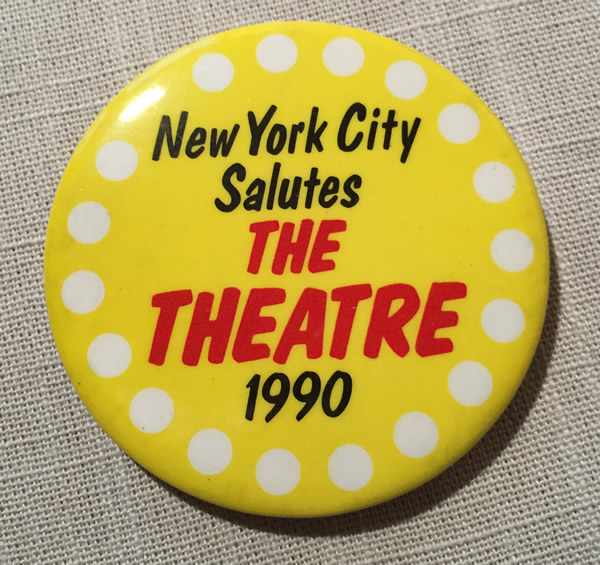 New York City
Salutes
THE
THEATRE
1990